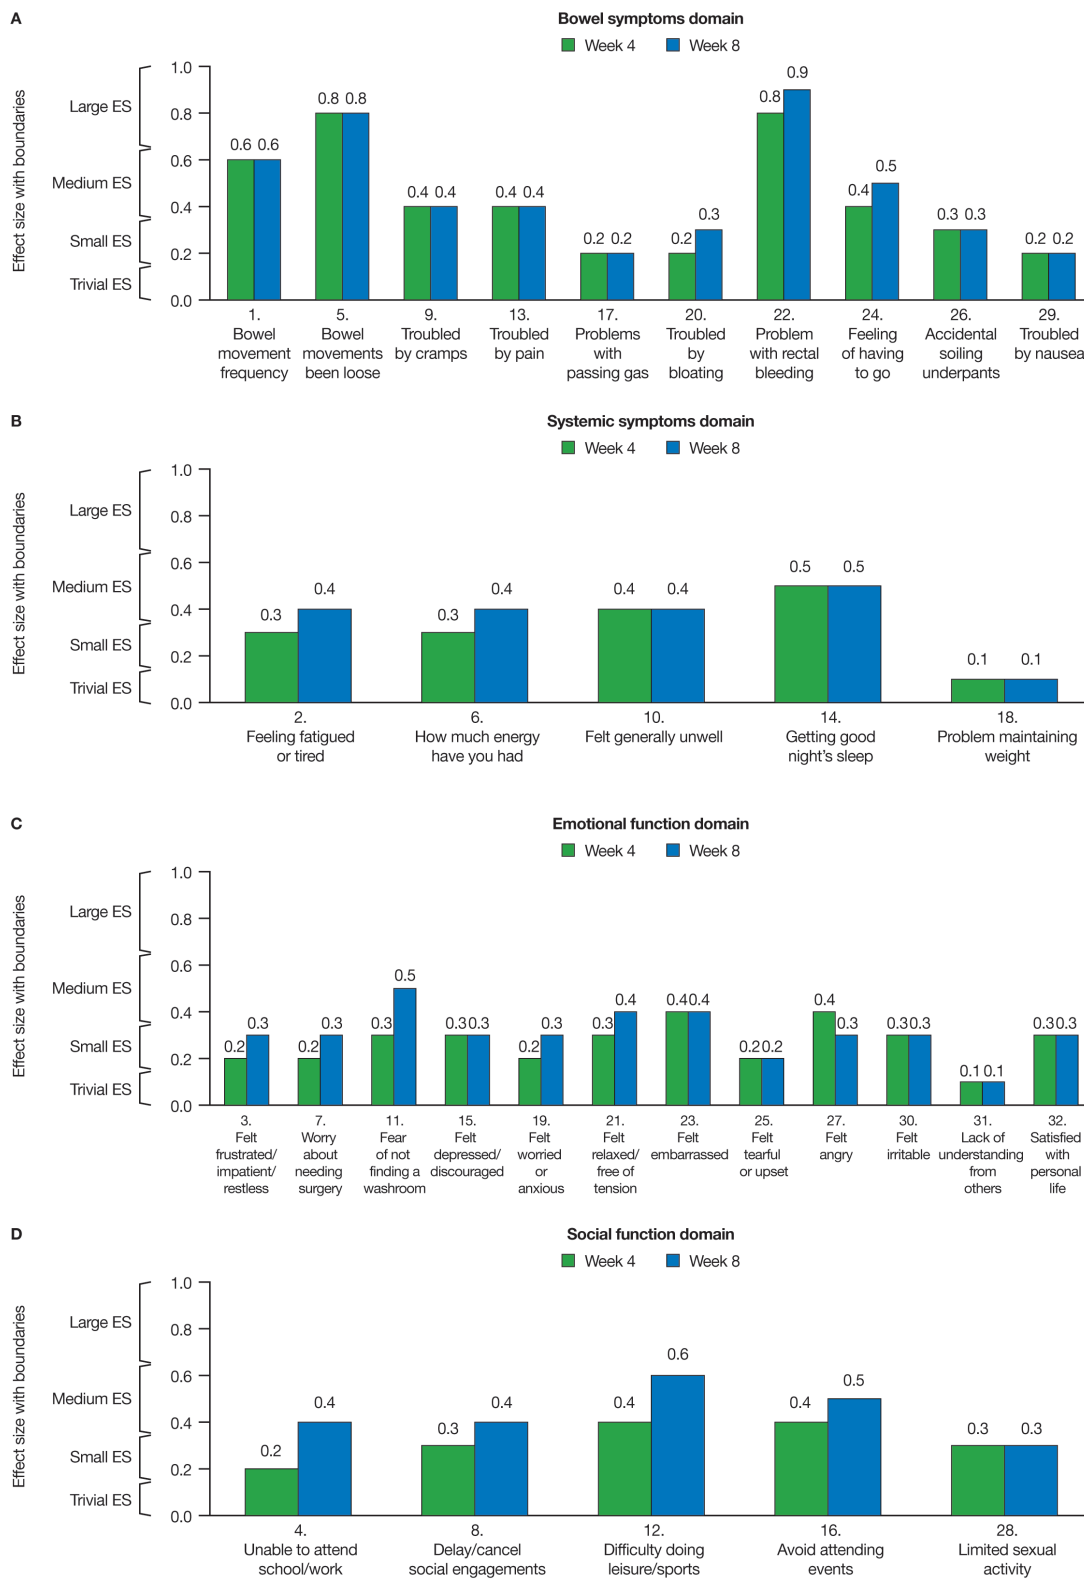 A
Bowel symptoms domain
Week 4 Week 8
Effect size with boundaries
Large ES
Medium ES
Small ES
Trivial ES
1.0
0.8
0.6
0.4
0.2
0.0
0.6 0.6
0.8 0.8
0.4 0.4
0.4 0.4
0.2 0.2
0.2 0.3
0.8 0.9
0.4 0.5
0.3 0.3
0.2 0.2
1.
Bowel
movement
frequency
5.
Bowel
movements
been loose
9.
Troubled
by cramps
13.
Troubled
by pain
17.
Problems
with
passing gas
20.
Troubled
by
bloating
22.
Problem
with rectal
bleeding
24.
Feeling
of having
to go
26.
Accidental
soiling
underpants
29.
Troubled
by nausea
B
Systemic symptoms domain
Week 4 Week 8
Effect size with boundaries
Large ES
Medium ES
Small ES
Trivial ES
1.0
0.8
0.6
0.4
0.2
0.0
0.3 0.4
0.3 0.4
0.4 0.4
0.5 0.5
0.1 0.1
2.
Feeling fatigued
or tired
6.
How much energy
have you had
10.
Felt generally unwell
14.
Getting good
night's sleep
18.
Problem maintaining
weight
C
Emotional function domain
Week 4 Week 8
Effect size with boundaries
Large ES
Medium ES
Small ES
Trivial ES
1.0
0.8
0.6
0.4
0.2
0.0
0.2 0.3
0.2 0.3
0.3 0.5
0.3 0.3
0.2 0.3
0.3 0.4
0.4 0.4
0.2 0.2
0.4 0.3
0.3 0.3
0.1 0.1
0.3 0.3
3.
Felt
frustrated/
impatient/
restless
7.
Worry
about
needing
surgery
11.
Fear
of not
finding a
washroom
15.
Felt
depressed/
discouraged
19.
Felt
worried
or
anxious
21.
Felt
relaxed/
free of
tension
23.
Felt
embarrassed
25.
Felt
tearful
or upset
27.
Felt
angry
30.
Felt
irritable
31.
Lack of
understanding
from
others
32.
Satisfied
with
personal
life
D
Social function domain
Week 4 Week 8
Effect size with boundaries
Large ES
Medium ES
Small ES
Trivial ES
1.0
0.8
0.6
0.4
0.2
0.0
0.2 0.4
0.3 0.4
0.4 0.6
0.4 0.5
0.3 0.3
4.
Unable to attend
school/work
8.
Delay/cancel
social engagements
12.
Difficulty doing
leisure/sports
16.
Avoid attending
events
28.
Limited sexual
activity